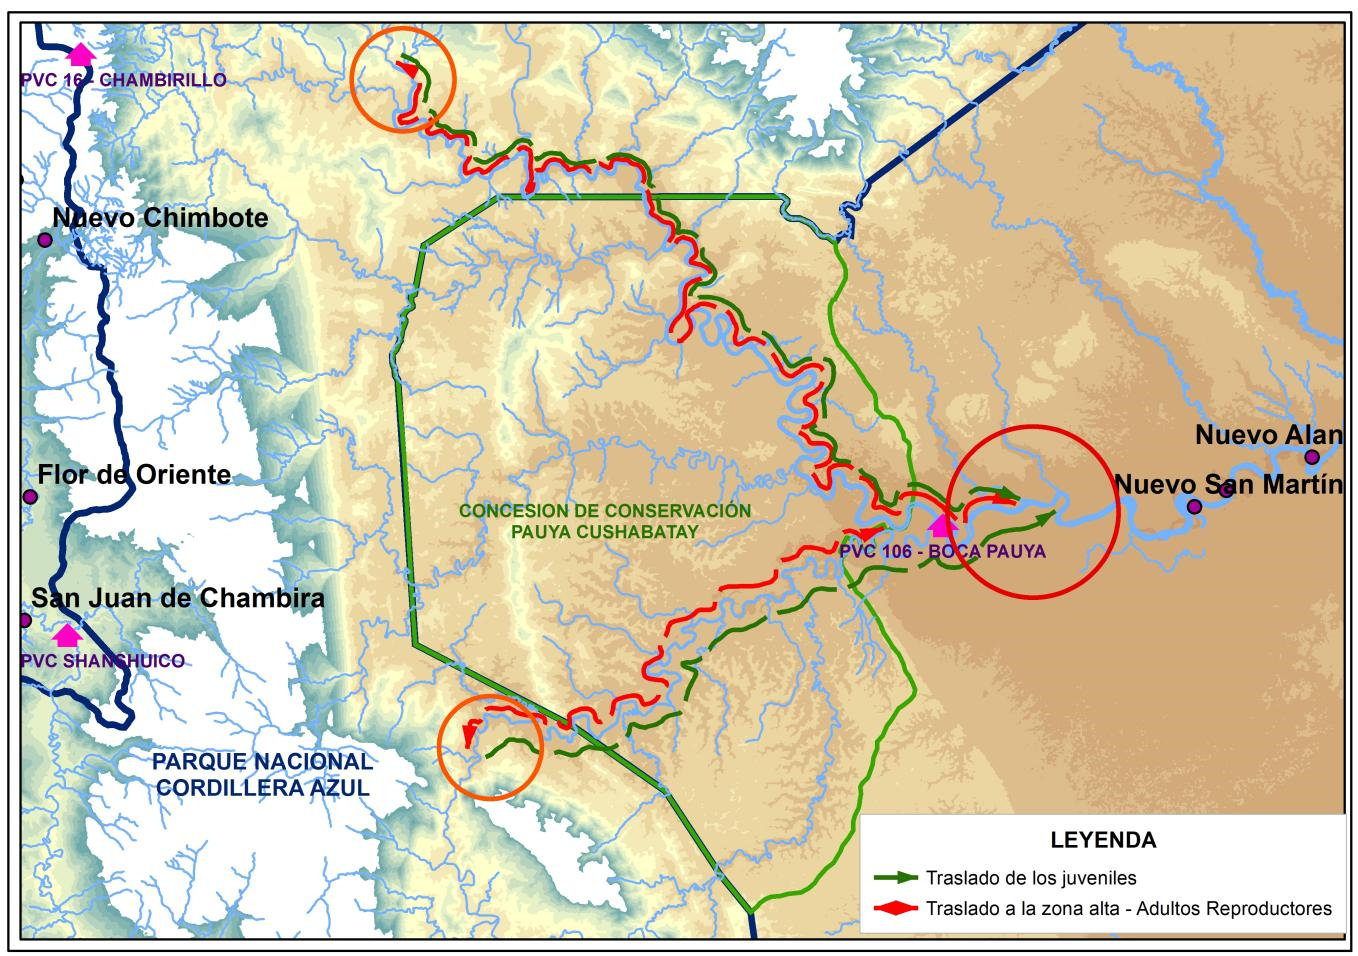 PVC 16 - CHAMBIRILLO
Nuevo Chimbote
Nuevo Alan
Flor de Oriente
Nuevo San Martín
CONCESION DE CONSERVACIÓN
PAUYA CUSHABATAY
PVC 106 - BOCA PAUYA
San Juan de Chambira
PVC SHANSHUICO
PARQUE NACIONAL
CORDILLERA AZUL
LEYENDA
Traslado de los juveniles
Traslado a la zona alta - Adultos Reproductores